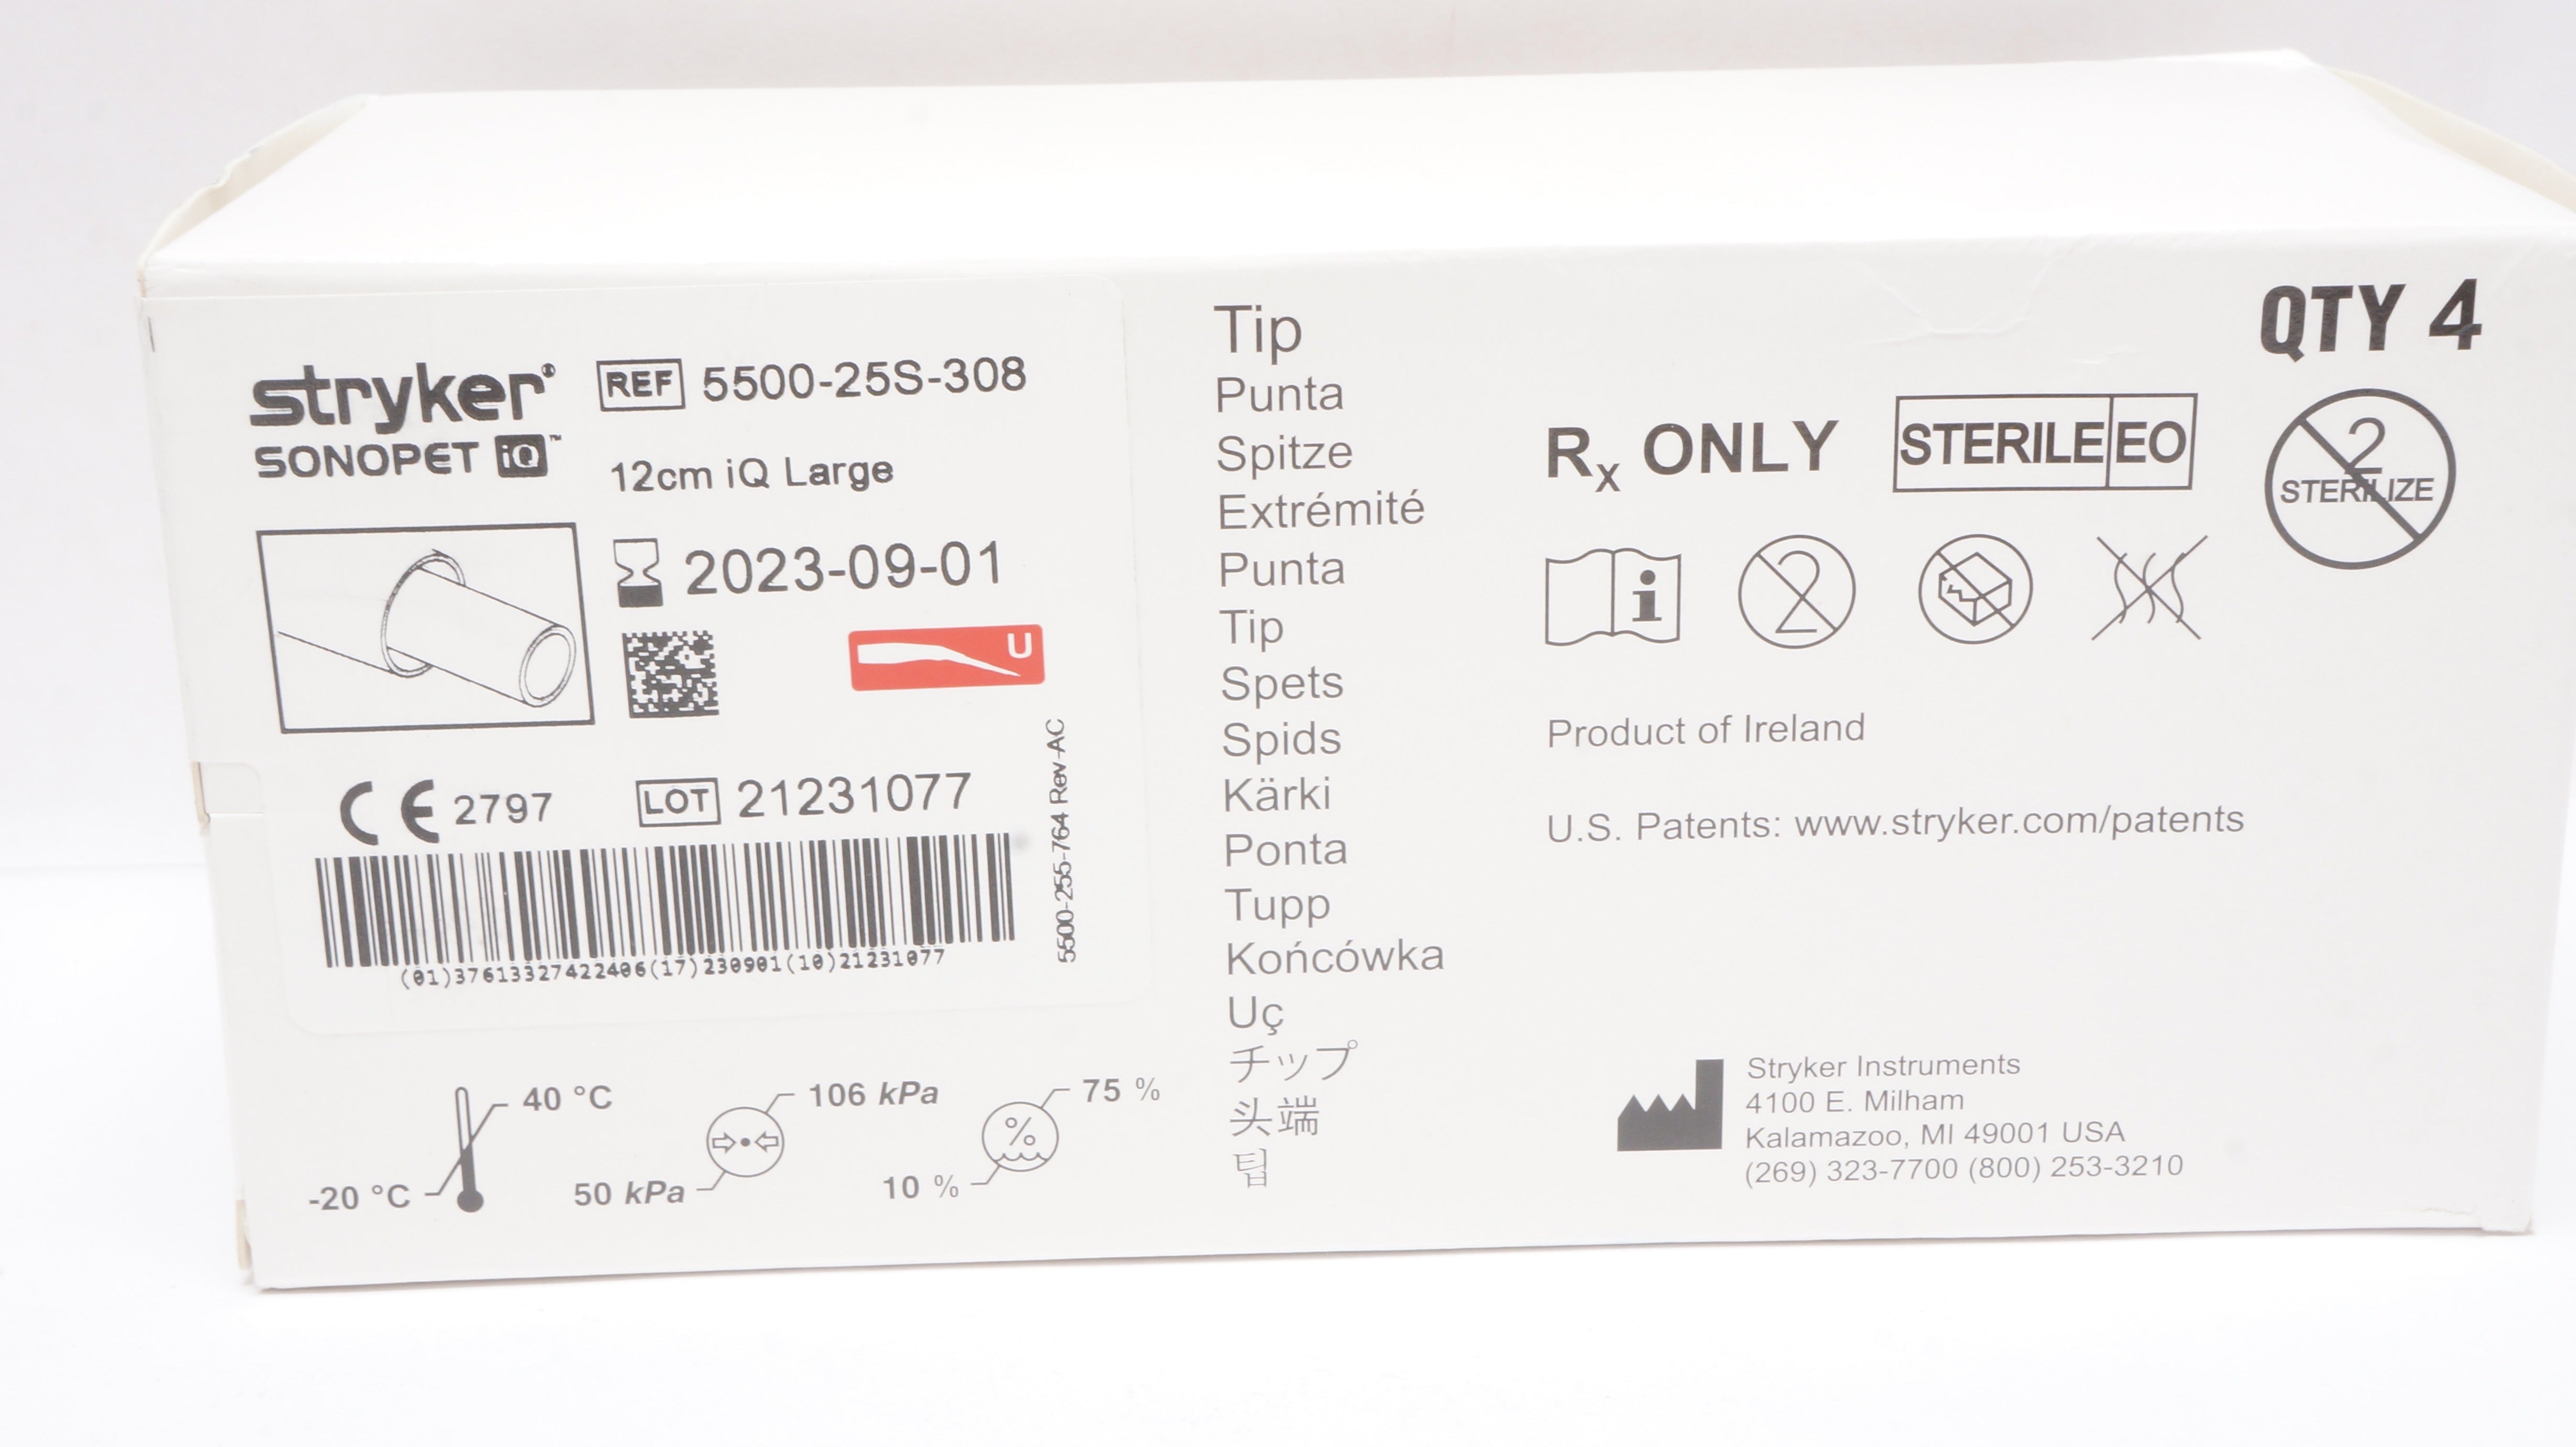 stryker®
SONOPET iQ™
REF 5500-25S-308
12cm iQ Large
2023-09-01
U
CE 2797
LOT 21231077
(01)37613327422406(17)230901(10)21231077
5500-255-764 Rev-AC
40 °C
-20 °C
106 kPa
50 kPa
%
75 %
10 %
Tip
Punta
Spitze
Extrémité
Punta
Tip
Spets
Spids
Kärki
Ponta
Tupp
Końcówka
Uç
チップ
头端
팁
QTY 4
Rx ONLY
STERILE EO
2
STERILIZE
i
2
Product of Ireland
U.S. Patents: www.stryker.com/patents
Stryker Instruments
4100 E. Milham
Kalamazoo, MI 49001 USA
(269) 323-7700 (800) 253-3210